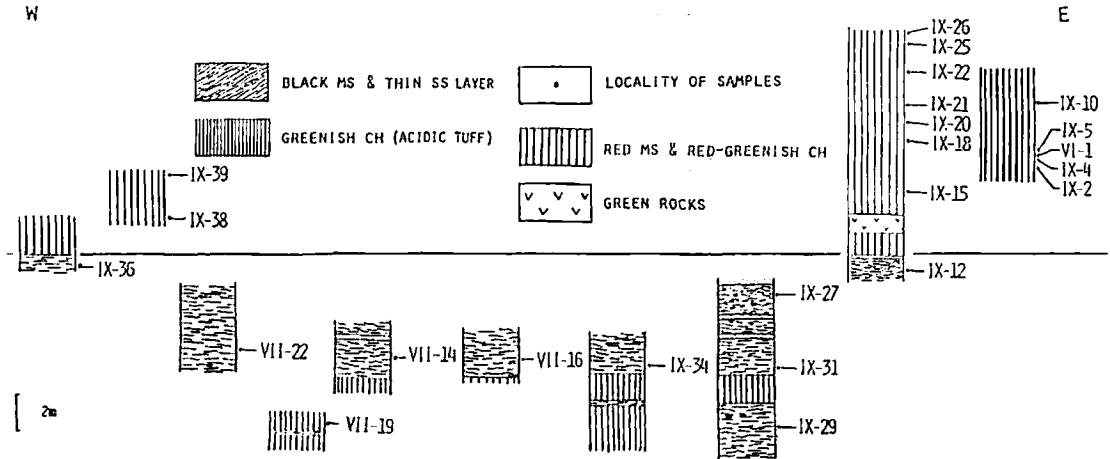 W
E
BLACK MS & THIN SS LAYER
LOCALITY OF SAMPLES
GREENISH CH (ACIDIC TUFF)
RED MS & RED-GREENISH CH
GREEN ROCKS
IX-39
IX-38
IX-36
VII-22
VII-19
VII-14
VII-16
IX-34
IX-27
IX-31
IX-29
IX-26
IX-25
IX-22
IX-21
IX-20
IX-18
IX-15
IX-12
IX-10
IX-5
VI-1
IX-4
IX-2
2m